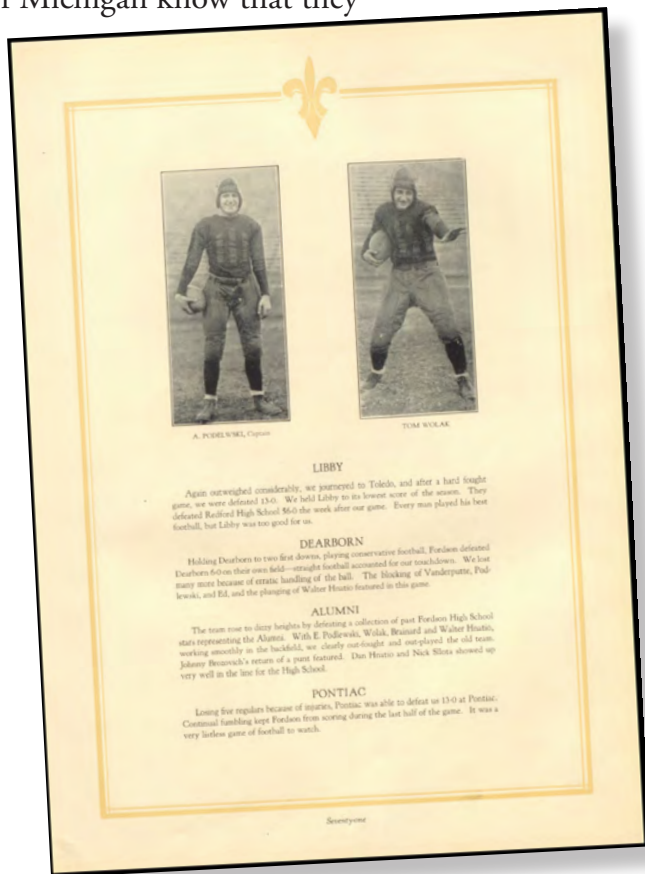 Michigan know that they
A. PODELWSKI, Captain
TOM WOLAK
LIBBY
Again outweighed considerably, we journeyed to Toledo, and after a hard fought
game, we were defeated 13-0. We held Libby to its lowest score of the season. They
defeated Redford High School 56-0 the week after our game. Every man played his best
football, but Libby was too good for us.
DEARBORN
Holding Dearborn to two first downs, playing conservative football, Fordson defeated
Dearborn 6-0 on their own field—straight football accounted for our touchdown. We lost
many more because of erratic handling of the ball. The blocking of Vanderputte, Pod-
lewski, and Ed, and the plunging of Walter Hoatio featured in this game.
ALUMNI
The team rose to dizzy heights by defeating a collection of past Fordson High School
stars representing the Alumni. With E. Podlewski, Wolak, Brainard and Walter Hnatio,
working smoothly in the backfield, we clearly out-fought and out-played the old team.
Johnny Brezovich's return of a punt featured. Dan Hnatio and Nick Slota showed up
very well in the line for the High School.
PONTIAC
Losing five regulars because of injuries, Pontiac was able to defeat us 13-0 at Pontiac.
Continual fumbling kept Fordson from scoring during the last half of the game. It was a
very listless game of football to watch.
Seventy-one